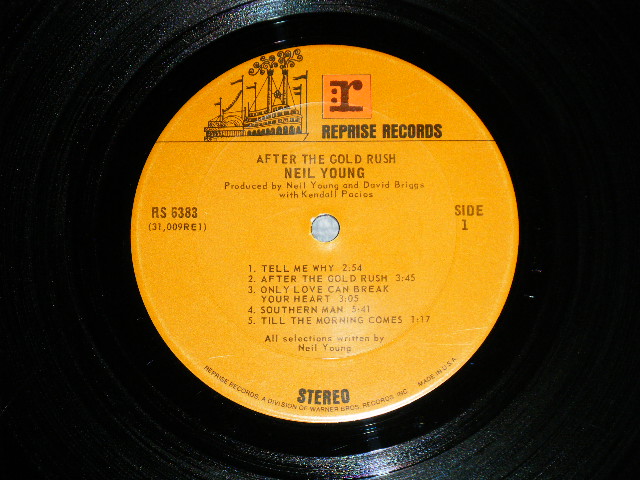 r
REPRISE RECORDS
AFTER THE GOLD RUSH
NEIL YOUNG
Produced by Neil Young and David Briggs
with Kendall Pacios
RS 6383
(31,009RE1)
SIDE
1
1. TELL ME WHY 2:54
2. AFTER THE GOLD RUSH 3:45
3. ONLY LOVE CAN BREAK
YOUR HEART 3:05
4. SOUTHERN MAN 5:41
5. TILL THE MORNING COMES 1:17
All selections written by
Neil Young
STEREO
REPRISE RECORDS, A DIVISION OF WARNER BROS. RECORDS, INC. MADE IN U.S.A.